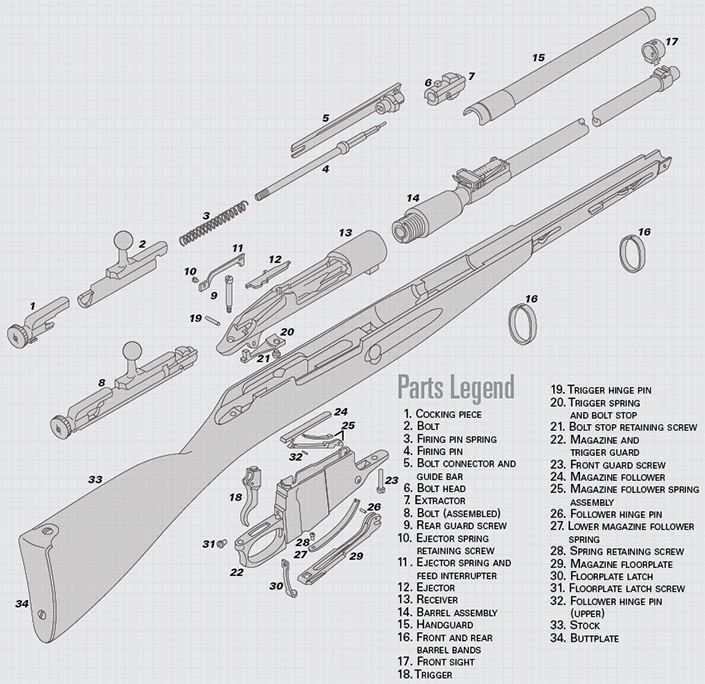 17
15
6
7
5
4
14
3
13
2
11
12
10
9
16
1
19
16
20
21
8
Parts Legend
1. COCKING PIECE
2. BOLT
3. FIRING PIN SPRING
4. FIRING PIN
5. BOLT CONNECTOR AND
GUIDE BAR
6. BOLT HEAD
7. EXTRACTOR
8. BOLT (ASSEMBLED)
9. REAR GUARD SCREW
10. EJECTOR SPRING
RETAINING SCREW
11. EJECTOR SPRING AND
FEED INTERRUPTER
12. EJECTOR
13. RECEIVER
14. BARREL ASSEMBLY
15. HANDGUARD
16. FRONT AND REAR
BARREL BANDS
17. FRONT SIGHT
18. TRIGGER
19. TRIGGER HINGE PIN
20. TRIGGER SPRING
AND BOLT STOP
21. BOLT STOP RETAINING SCREW
22. MAGAZINE AND
TRIGGER GUARD
23. FRONT GUARD SCREW
24. MAGAZINE FOLLOWER
25. MAGAZINE FOLLOWER SPRING
ASSEMBLY
26. FOLLOWER HINGE PIN
27. LOWER MAGAZINE FOLLOWER
SPRING
28. SPRING RETAINING SCREW
29. MAGAZINE FLOORPLATE
30. FLOORPLATE LATCH
31. FLOORPLATE LATCH SCREW
32. FOLLOWER HINGE PIN
(UPPER)
33. STOCK
34. BUTTPLATE
24
25
32
33
23
18
26
31
28
27
29
22
30
34